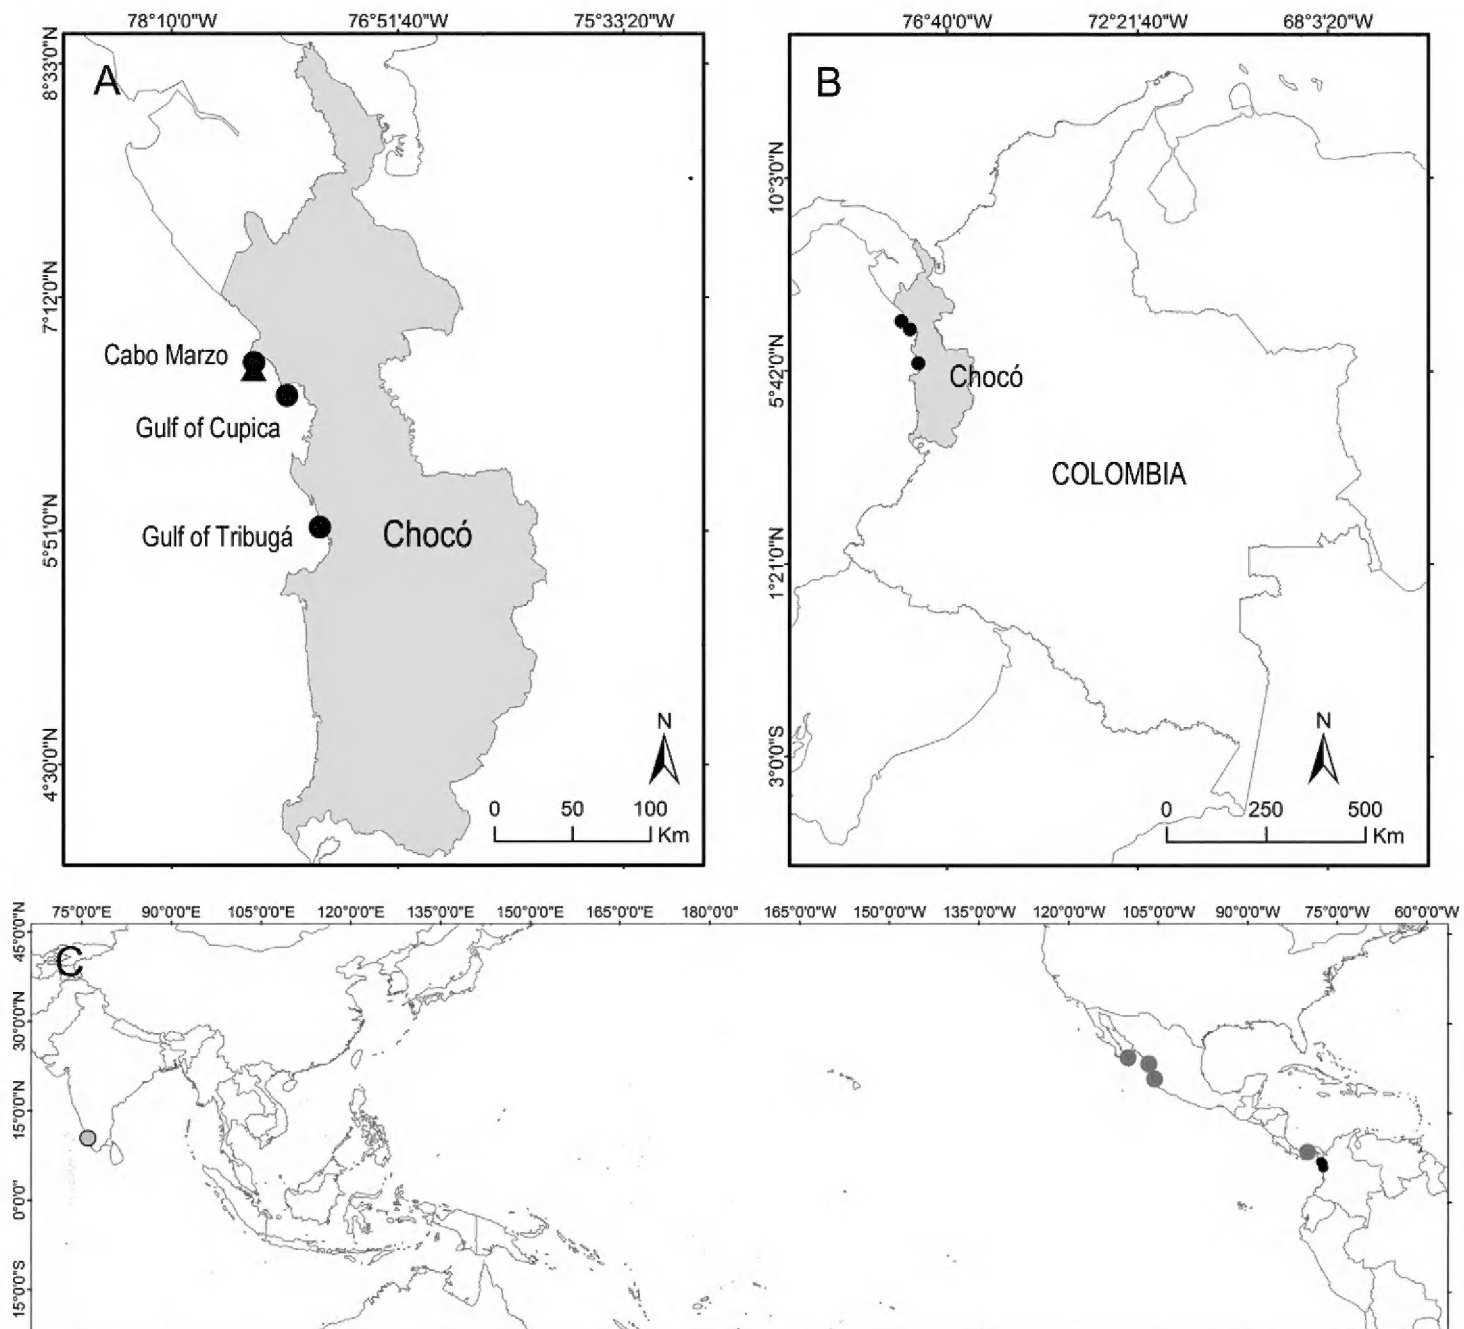 78°10'0"W 76°51'40"W 75°33'20"W
8°33'0"N
7°12'0"N
5°51'0"N
4°30'0"N
A
Cabo Marzo
Gulf of Cupica
Gulf of Tribugá
Chocó
N
0 50 100
Km
76°40'0"W 72°21'40"W 68°3'20"W
10°3'0"N
5°42'0"N
1°21'0"N
3°0'0"S
B
Chocó
COLOMBIA
N
0 250 500
Km
75°0'0"E 90°0'0"E 105°0'0"E 120°0'0"E 135°0'0"E 150°0'0"E 165°0'0"E 180°0'0" 165°0'0"W 150°0'0"W 135°0'0"W 120°0'0"W 105°0'0"W 90°0'0"W 75°0'0"W 60°0'0"W
45°0'0"N
30°0'0"N
15°0'0"N
0°0'0"
15°0'0"S
C